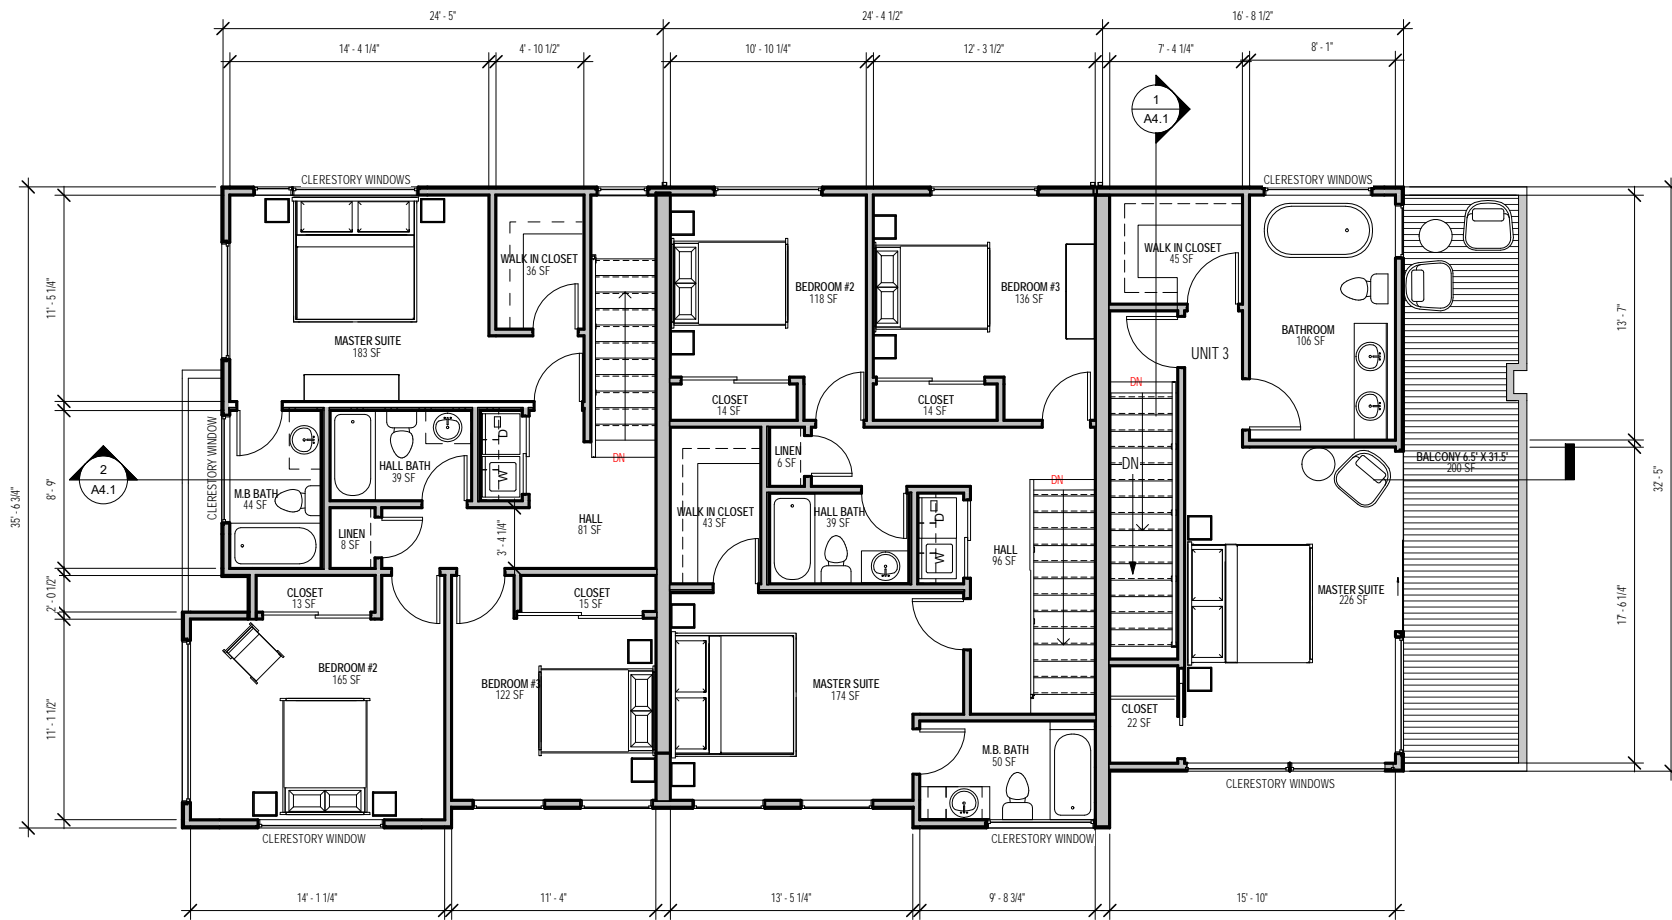 24' - 5"
24' - 4 1/2"
16' - 8 1/2"
14' - 4 1/4"
4' - 10 1/2"
10' - 10 1/4"
12' - 3 1/2"
7' - 4 1/4"
8' - 1"
1
A4.1
CLERESTORY WINDOWS
CLERESTORY WINDOWS
WALK IN CLOSET
36 SF
WALK IN CLOSET
45 SF
BEDROOM #2
118 SF
BEDROOM #3
136 SF
11' - 5 1/4"
13' - 7"
MASTER SUITE
183 SF
BATHROOM
106 SF
UNIT 3
DN
CLOSET
14 SF
CLOSET
14 SF
CLERESTORY WINDOW
D
HALL BATH
39 SF
W
DN
LINEN
6 SF
DN
BALCONY 6.5' X 31.5'
200 SF
2
A4.1
8' - 9"
35' - 6 3/4"
32' - 5"
M.B BATH
44 SF
DN
WALK IN CLOSET
43 SF
HALL BATH
39 SF
D
W
HALL
81 SF
3' - 4 1/4"
LINEN
8 SF
HALL
96 SF
2' - 0 1/2"
CLOSET
13 SF
CLOSET
15 SF
MASTER SUITE
226 SF
17' - 6 1/4"
BEDROOM #2
165 SF
BEDROOM #3
122 SF
MASTER SUITE
174 SF
CLOSET
22 SF
11' - 1 1/2"
M.B. BATH
50 SF
CLERESTORY WINDOWS
CLERESTORY WINDOW
CLERESTORY WINDOW
14' - 1 1/4"
11' - 4"
13' - 5 1/4"
9' - 8 3/4"
15' - 10"